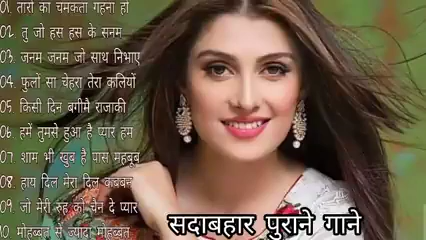 01. तारों का चमकता गहना हो
02. तु जो हस हस के सनम
03. जनम जनम जो साथ निभाए
04. फुलों सा चेहरा तेरा कलियों
05. किसी दिन बगीमै राजाकी
06. हमें तुमसे हुआ है प्यार हम
07. शाम भी खुब है पास महबूब
08. हाय दिल मेरा दिल कबबन
09. जो मेरी रुह को चैन दे प्यार
10. मोहब्बत से ज्यादा मोहब्बत
सदाबहार पुराने गाने